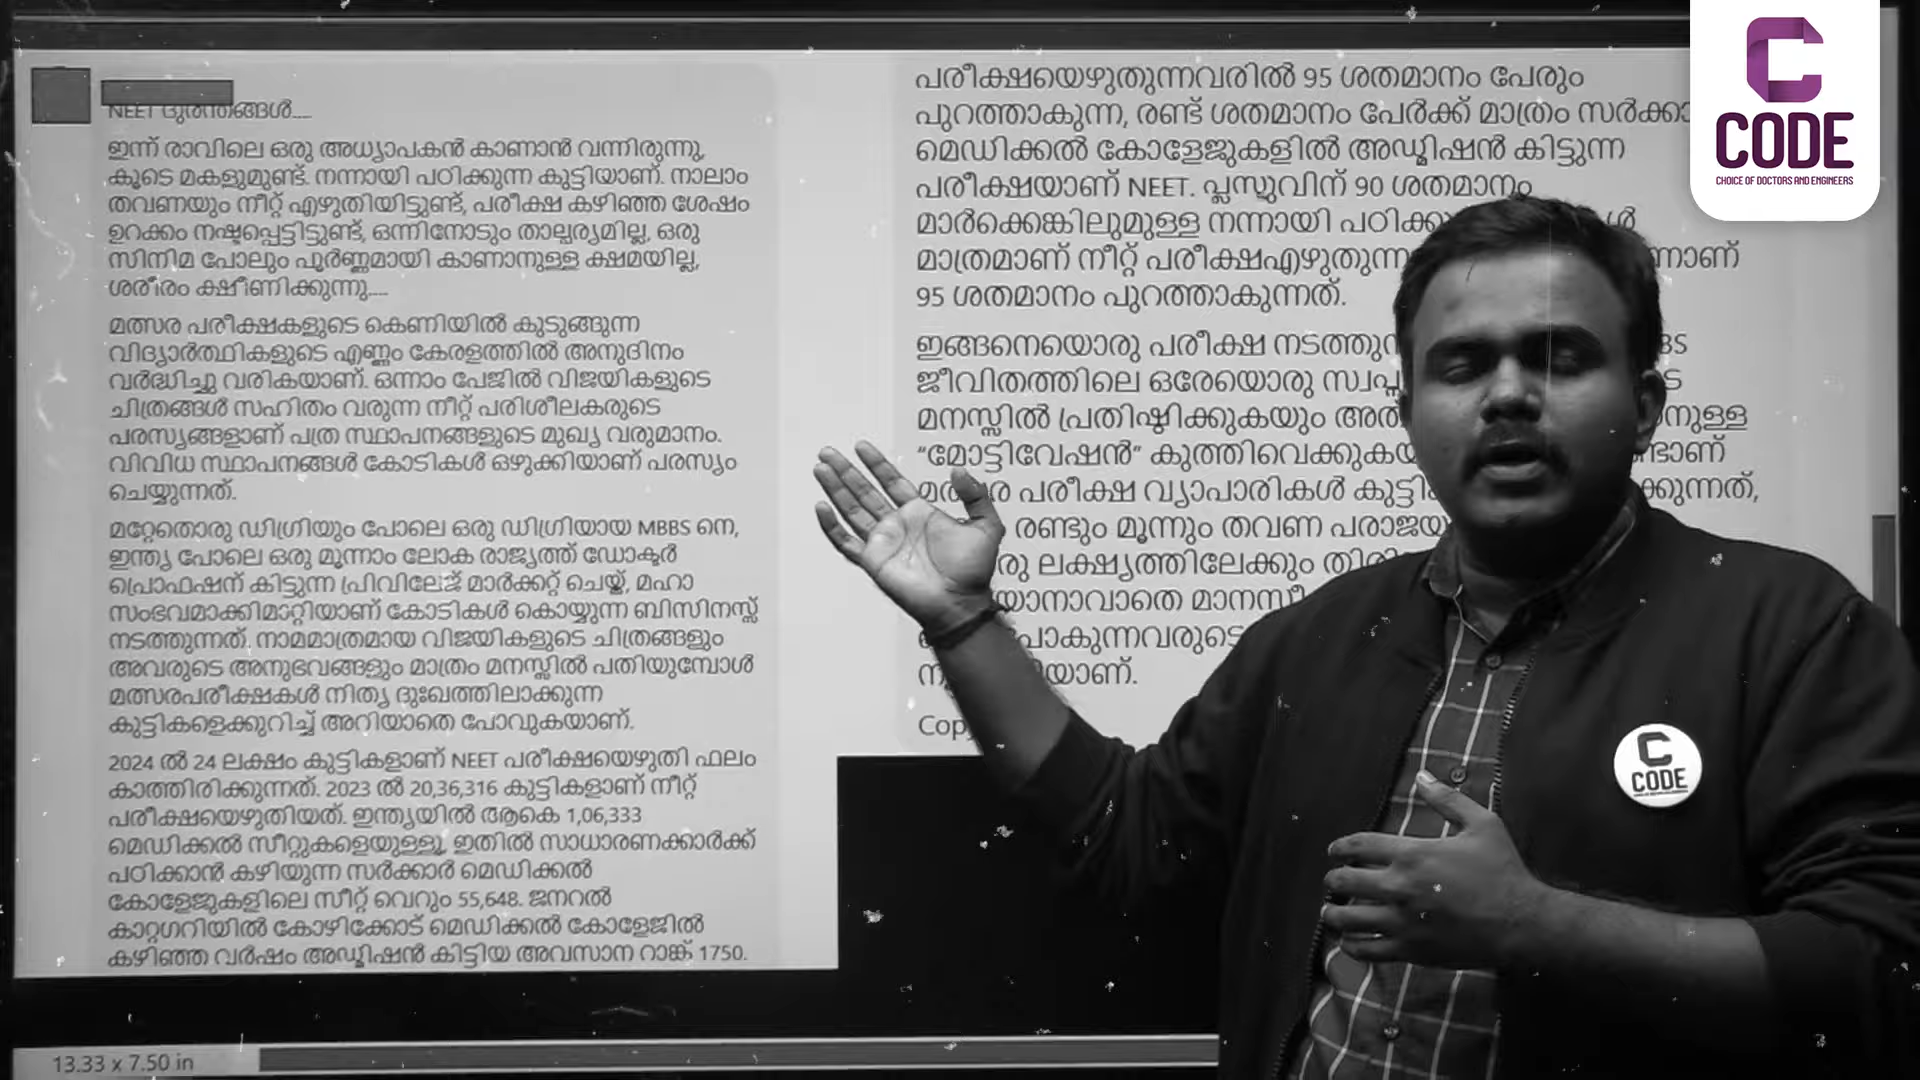 NEET ദുരന്തങ്ങൾ.....
ഇന്ന് രാവിലെ ഒരു അധ്യാപകൻ കാണാൻ വന്നിരുന്നു,
കൂടെ മകളുമുണ്ട്. നന്നായി പഠിക്കുന്ന കുട്ടിയാണ്. നാലാം
തവണയും നീറ്റ് എഴുതിയിട്ടുണ്ട്, പരീക്ഷ കഴിഞ്ഞ ശേഷം
ഉറക്കം നഷ്ടപ്പെട്ടിട്ടുണ്ട്, ഒന്നിനോടും താല്പര്യമില്ല, ഒരു
സിനിമ പോലും പൂർണ്ണമായി കാണാനുള്ള ക്ഷമയില്ല,
ശരീരം ക്ഷീണിക്കുന്നു.....
മത്സര പരീക്ഷകളുടെ കെണിയിൽ കുടുങ്ങുന്ന
വിദ്യാർത്ഥികളുടെ എണ്ണം കേരളത്തിൽ അനുദിനം
വർദ്ധിച്ചു വരികയാണ്. ഒന്നാം പേജിൽ വിജയികളുടെ
ചിത്രങ്ങൾ സഹിതം വരുന്ന നീറ്റ് പരിശീലകരുടെ
പരസ്യങ്ങളാണ് പത്ര സ്ഥാപനങ്ങളുടെ മുഖ്യ വരുമാനം.
വിവിധ സ്ഥാപനങ്ങൾ കോടികൾ ഒഴുക്കിയാണ് പരസ്യം
ചെയ്യുന്നത്.
മറ്റേതൊരു ഡിഗ്രിയും പോലെ ഒരു ഡിഗ്രിയായ MBBS നെ,
ഇന്ത്യ പോലെ ഒരു മൂന്നാം ലോക രാജ്യത്ത് ഡോക്ടർ
പ്രൊഫഷന് കിട്ടുന്ന പ്രിവിലേജ് മാർക്കറ്റ് ചെയ്ത്, മഹാ
സംഭവമാക്കിമാറ്റിയാണ് കോടികൾ കൊയ്യുന്ന ബിസിനസ്സ്
നടത്തുന്നത്. നാമമാത്രമായ വിജയികളുടെ ചിത്രങ്ങളും
അവരുടെ അനുഭവങ്ങളും മാത്രം മനസ്സിൽ പതിയുമ്പോൾ
മത്സരപരീക്ഷകൾ നിത്യ ദുഃഖത്തിലാക്കുന്ന
കുട്ടികളെക്കുറിച്ച് അറിയാതെ പോവുകയാണ്.
2024 ൽ 24 ലക്ഷം കുട്ടികളാണ് NEET പരീക്ഷയെഴുതി ഫലം
കാത്തിരിക്കുന്നത്. 2023 ൽ 20,36,316 കുട്ടികളാണ് നീറ്റ്
പരീക്ഷയെഴുതിയത്. ഇന്ത്യയിൽ ആകെ 1,06,333
മെഡിക്കൽ സീറ്റുകളെയുള്ളൂ, ഇതിൽ സാധാരണക്കാർക്ക്
പഠിക്കാൻ കഴിയുന്ന സർക്കാർ മെഡിക്കൽ
കോളേജുകളിലെ സീറ്റ് വെറും 55,648. ജനറൽ
കാറ്റഗറിയിൽ കോഴിക്കോട് മെഡിക്കൽ കോളേജിൽ
കഴിഞ്ഞ വർഷം അഡ്മിഷൻ കിട്ടിയ അവസാന റാങ്ക് 1750.
പരീക്ഷയെഴുതുന്നവരിൽ 95 ശതമാനം പേരും
പുറത്താകുന്ന, രണ്ട് ശതമാനം പേർക്ക് മാത്രം
മെഡിക്കൽ കോളേജുകളിൽ അഡ്മിഷൻ കിട്ടുന്ന
പരീക്ഷയാണ് NEET. പ്ലസ്ടുവിന് 90 ശതമാനം
മാർക്കെങ്കിലുമുള്ള നന്നായി
മാത്രമാണ് നീറ്റ്
95 ശതമാനം പുറത്താകുന്നത്.
ഇങ്ങനെയൊരു പരീക്ഷ
ജീവിതത്തിലെ ഒരേയൊരു
മനസ്സിൽ പ്രതിഷ്ഠിക്കുകയും
"മോട്ടിവേഷൻ"
പരീക്ഷ വ്യാപാരികൾ
രണ്ടും മൂന്നും തവണ
ലക്ഷ്യത്തിലേക്കും
13.33 x 7.50 in
C
CODE
CHOICE OF DOCTORS AND ENGINEERS
C
CODE